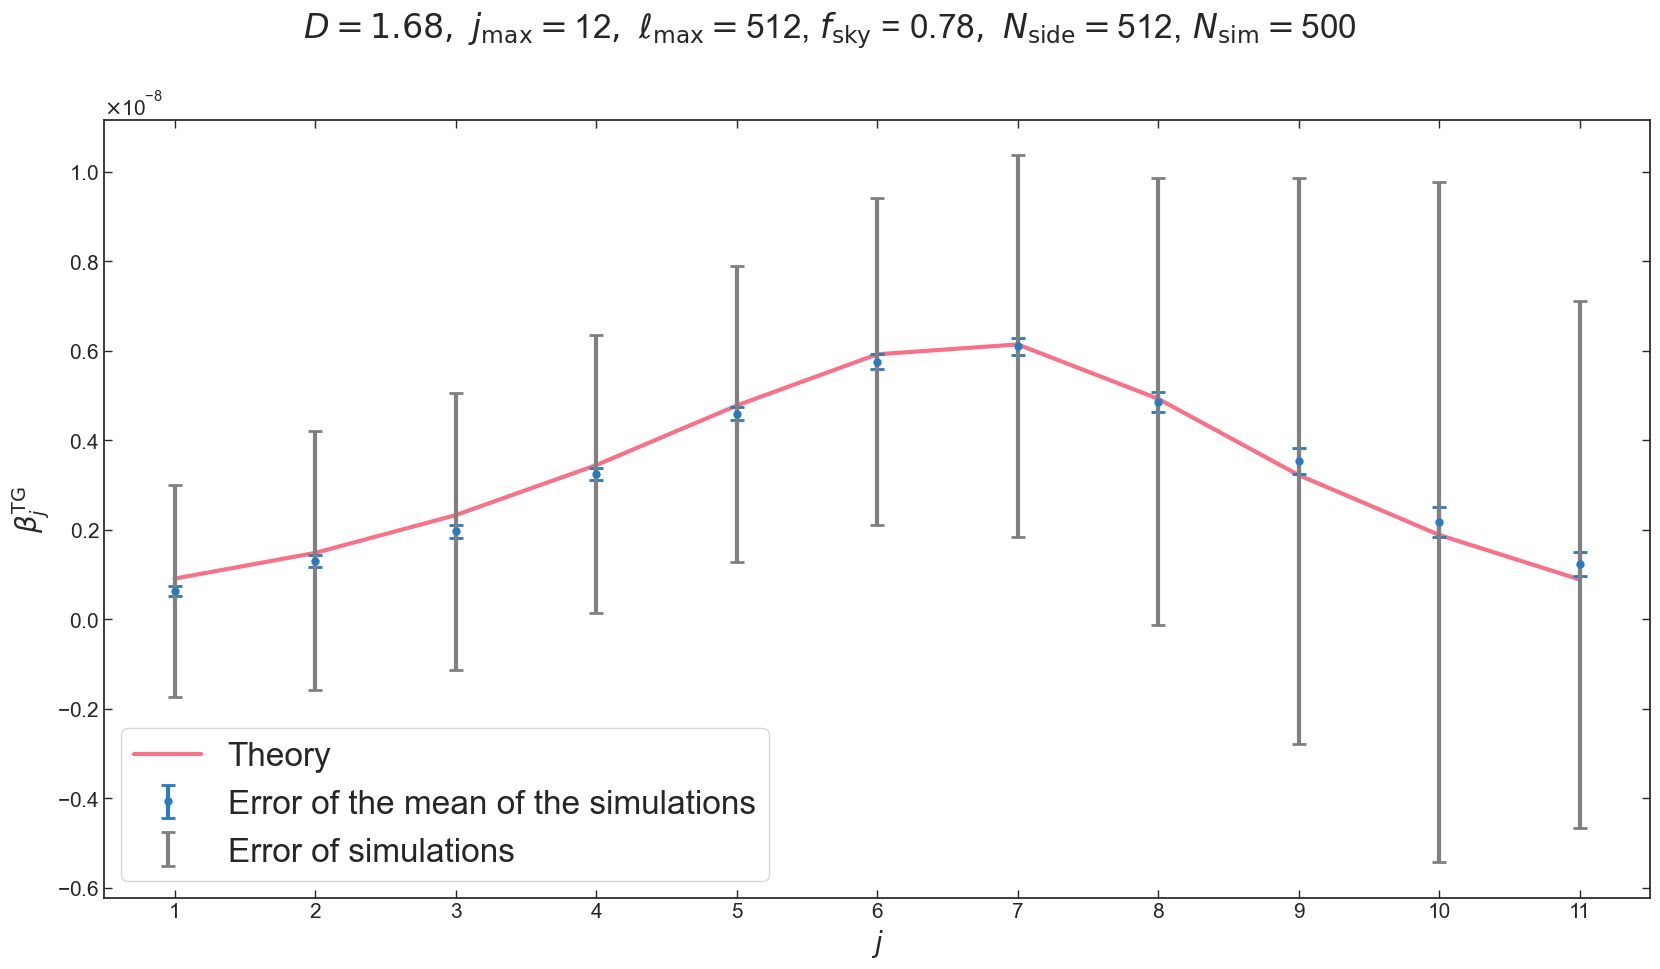 D = 1.68, j_max = 12, ℓ_max = 512, f_sky = 0.78, N_side = 512, N_sim = 500
×10⁻⁸
1.0
0.8
0.6
0.4
0.2
0.0
−0.2
−0.4
−0.6
β_j^TG
Theory
Error of the mean of the simulations
Error of simulations
1 2 3 4 5 6 7 8 9 10 11
j